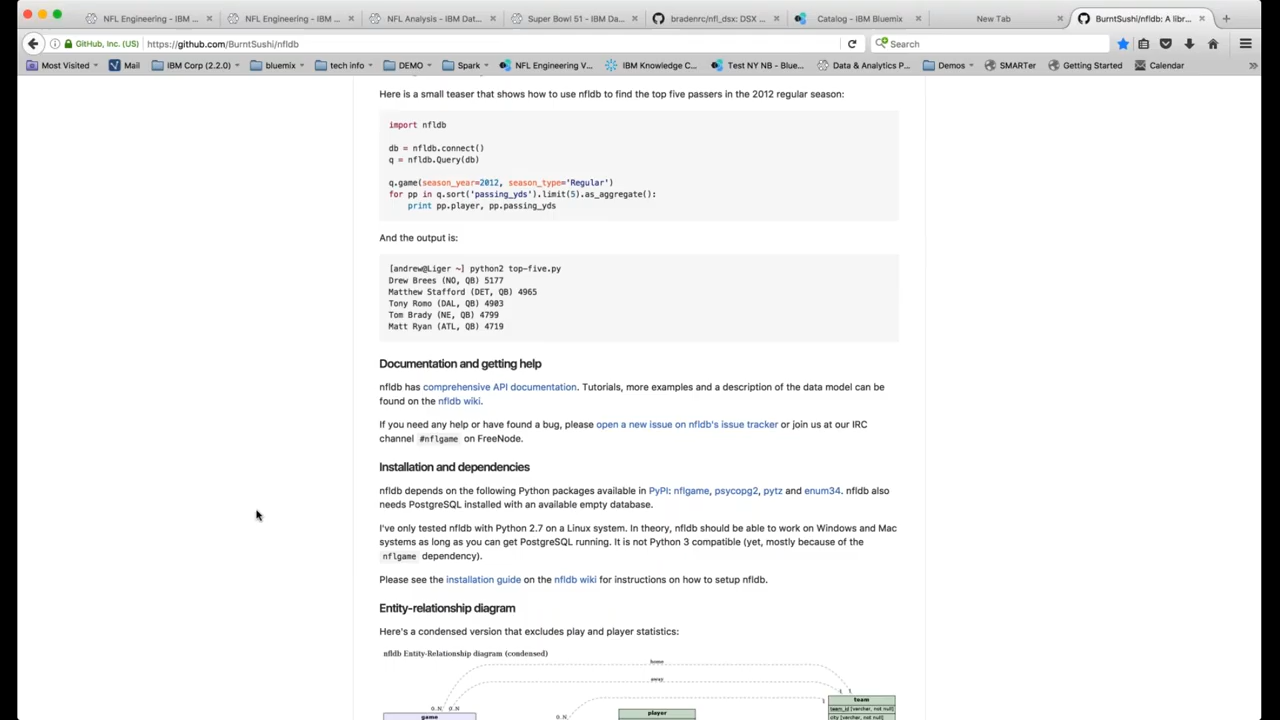 NFL Engineering - IBM ...
NFL Engineering - IBM ...
NFL Analysis - IBM Dat...
Super Bowl 51 - IBM Da...
bradenrc/nfl_dsx: DSX ...
Catalog - IBM Bluemix
New Tab
BurntSushi/nfldb: A libr...
GitHub, Inc. (US)
https://github.com/BurntSushi/nfldb
Search
Most Visited
Mail
IBM Corp (2.2.0)
bluemix
tech info
DEMO
Spark
NFL Engineering V...
IBM Knowledge C...
Test NY NB - Blue...
Data & Analytics P...
Demos
SMARTer
Getting Started
Calendar
Here is a small teaser that shows how to use nfldb to find the top five passers in the 2012 regular season:
import nfldb
db = nfldb.connect()
q = nfldb.Query(db)
q.game(season_year=2012, season_type='Regular')
for pp in q.sort('passing_yds').limit(5).as_aggregate():
print pp.player, pp.passing_yds
And the output is:
[andrew@Liger ~] python2 top-five.py
Drew Brees (NO, QB) 5177
Matthew Stafford (DET, QB) 4965
Tony Romo (DAL, QB) 4903
Tom Brady (NE, QB) 4799
Matt Ryan (ATL, QB) 4719
Documentation and getting help
nfldb has comprehensive API documentation. Tutorials, more examples and a description of the data model can be
found on the nfldb wiki.
If you need any help or have found a bug, please open a new issue on nfldb's issue tracker or join us at our IRC
channel #nflgame on FreeNode.
Installation and dependencies
nfldb depends on the following Python packages available in PyPI: nflgame, psycopg2, pytz and enum34. nfldb also
needs PostgreSQL installed with an available empty database.
I've only tested nfldb with Python 2.7 on a Linux system. In theory, nfldb should be able to work on Windows and Mac
systems as long as you can get PostgreSQL running. It is not Python 3 compatible (yet, mostly because of the
nflgame dependency).
Please see the installation guide on the nfldb wiki for instructions on how to setup nfldb.
Entity-relationship diagram
Here's a condensed version that excludes play and player statistics:
nfldb Entity-Relationship diagram (condensed)
home
away
0..N 0..N
1 1
0..N
1
team
team_id [varchar, not null]
city [varchar, not null]
game
player